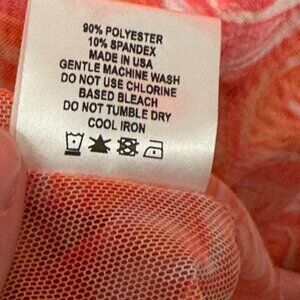 90% POLYESTER
10% SPANDEX
MADE IN USA
GENTLE MACHINE WASH
DO NOT USE CHLORINE
BASED BLEACH
DO NOT TUMBLE DRY
COOL IRON